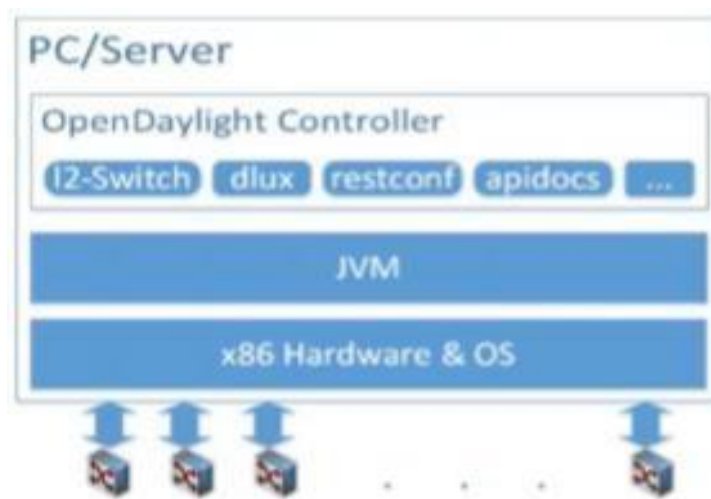 PC/Server
OpenDaylight Controller
l2-Switch dlux restconf apidocs ...
JVM
x86 Hardware & OS
. . .